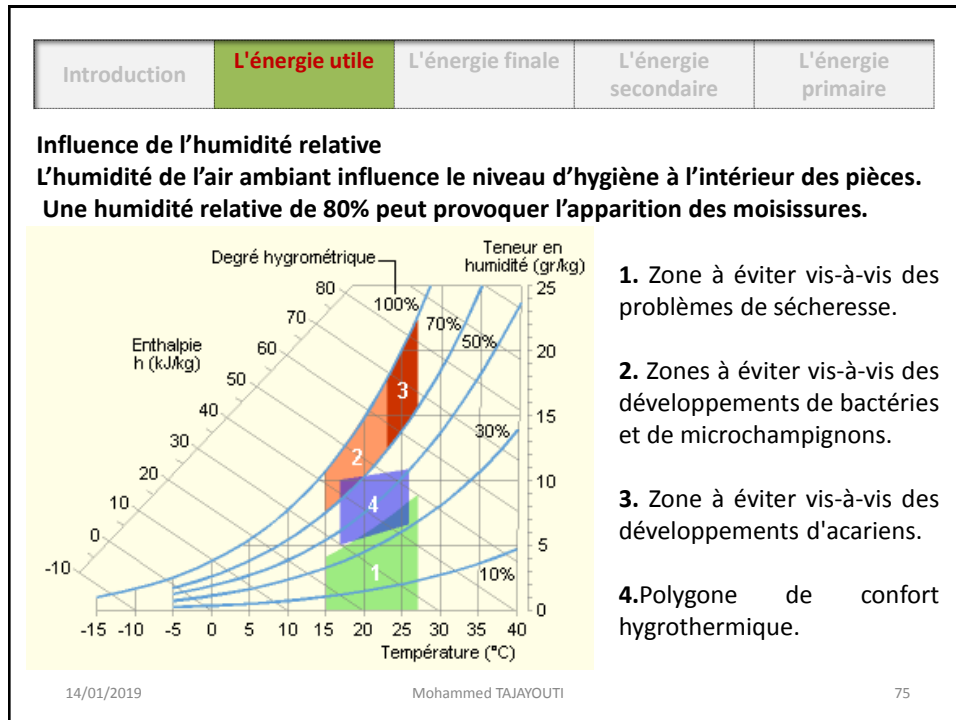 Introduction
L'énergie utile
L'énergie finale
L'énergie
secondaire
L'énergie
primaire
Influence de l’humidité relative
L’humidité de l’air ambiant influence le niveau d’hygiène à l’intérieur des pièces.
Une humidité relative de 80% peut provoquer l’apparition des moisissures.
Degré hygrométrique
Teneur en
humidité (gr/kg)
Enthalpie
h (kJ/kg)
80
70
60
50
40
30
20
10
0
-10
100%
70%
50%
30%
10%
25
20
15
10
5
0
3
2
4
1
-15 -10 -5 0 5 10 15 20 25 30 35 40
Température (°C)
1. Zone à éviter vis-à-vis des
problèmes de sécheresse.
2. Zones à éviter vis-à-vis des
développements de bactéries
et de microchampignons.
3. Zone à éviter vis-à-vis des
développements d'acariens.
4.Polygone de confort
hygrothermique.
14/01/2019
Mohammed TAJAYOUTI
75